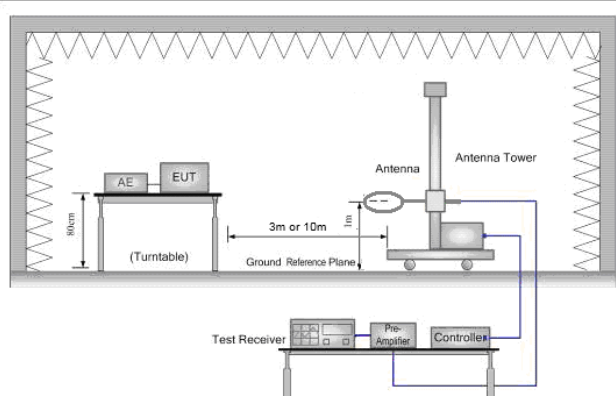 Antenna
Antenna Tower
AE
EUT
80cm
(Turntable)
3m or 10m
1m
Ground Reference Plane
Test Receiver
Pre-
Amplifier
Controller